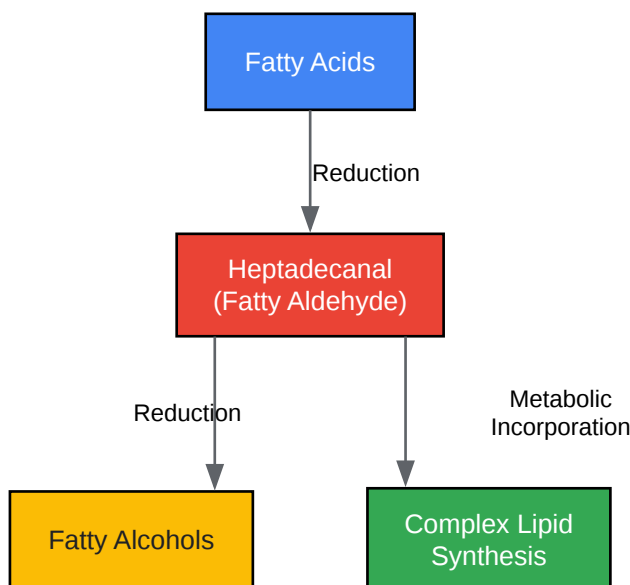 Fatty Acids
Reduction
Heptadecanal
(Fatty Aldehyde)
Reduction
Metabolic
Incorporation
Fatty Alcohols
Complex Lipid
Synthesis